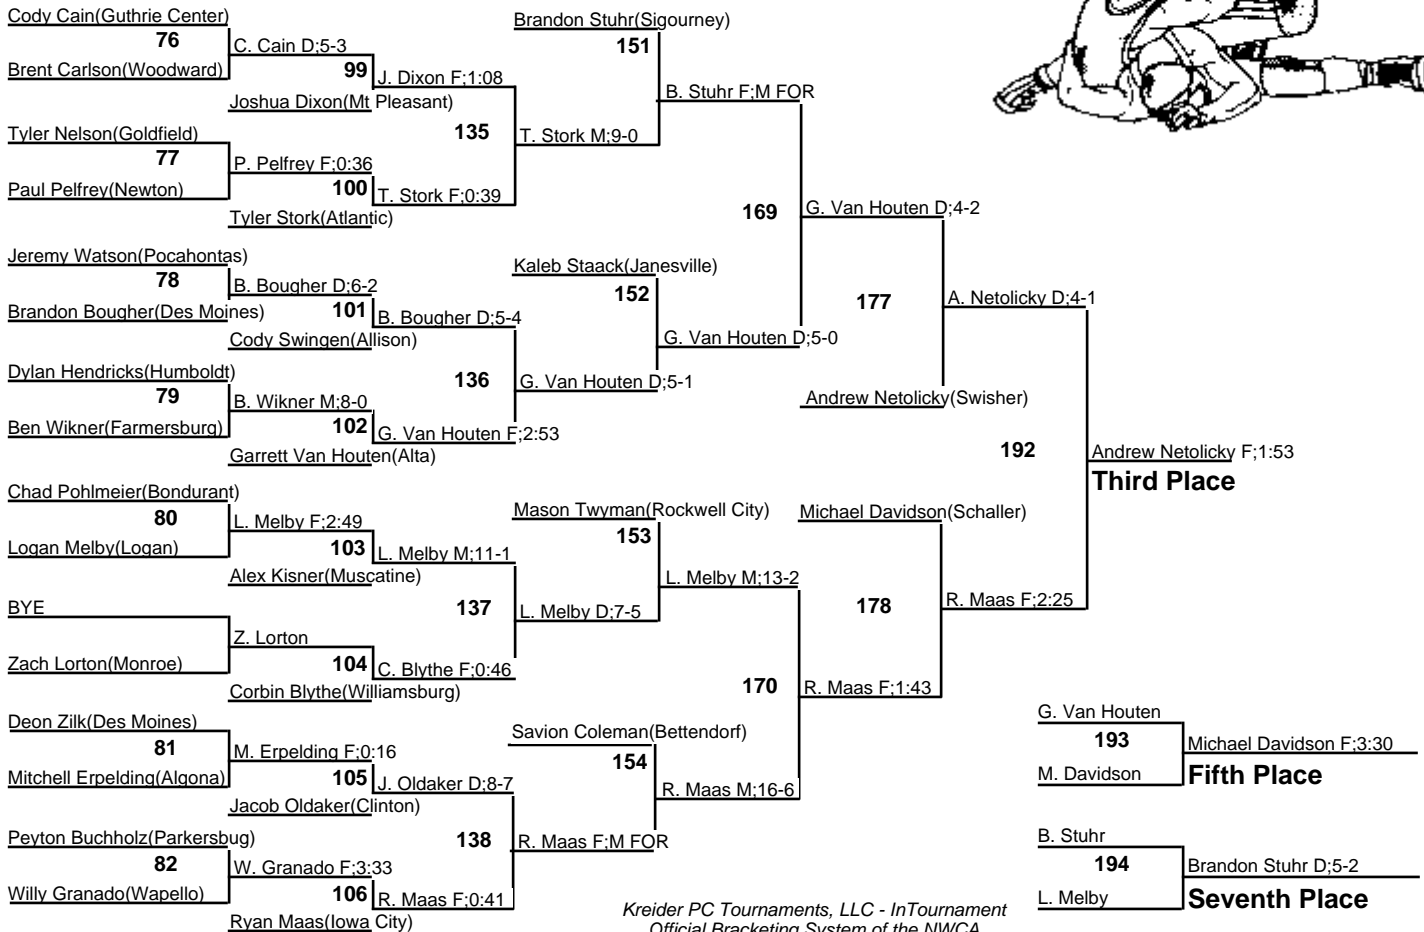 Cody Cain(Guthrie Center)
76
Brent Carlson(Woodward)
C. Cain D;5-3
99
Joshua Dixon(Mt Pleasant)
J. Dixon F;1:08
Tyler Nelson(Goldfield)
77
Paul Pelfrey(Newton)
P. Pelfrey F;0:36
100
Tyler Stork(Atlantic)
T. Stork F;0:39
135
T. Stork M;9-0
Brandon Stuhr(Sigourney)
151
B. Stuhr F;M FOR
Jeremy Watson(Pocahontas)
78
Brandon Bougher(Des Moines)
B. Bougher D;6-2
101
Cody Swingen(Allison)
B. Bougher D;5-4
Dylan Hendricks(Humboldt)
79
Ben Wikner(Farmersburg)
B. Wikner M;8-0
102
Garrett Van Houten(Alta)
G. Van Houten F;2:53
136
G. Van Houten D;5-1
Kaleb Staack(Janesville)
152
G. Van Houten D;5-0
169
G. Van Houten D;4-2
177
Andrew Netolicky(Swisher)
A. Netolicky D;4-1
Chad Pohlmeier(Bondurant)
80
Logan Melby(Logan)
L. Melby F;2:49
103
Alex Kisner(Muscatine)
L. Melby M;11-1
BYE
Zach Lorton(Monroe)
Z. Lorton
104
Corbin Blythe(Williamsburg)
C. Blythe F;0:46
137
L. Melby D;7-5
Mason Twyman(Rockwell City)
153
L. Melby M;13-2
Deon Zilk(Des Moines)
81
Mitchell Erpelding(Algona)
M. Erpelding F;0:16
105
Jacob Oldaker(Clinton)
J. Oldaker D;8-7
Peyton Buchholz(Parkersbug)
82
Willy Granado(Wapello)
W. Granado F;3:33
106
Ryan Maas(Iowa City)
R. Maas F;0:41
138
R. Maas F;M FOR
Savion Coleman(Bettendorf)
154
R. Maas M;16-6
170
R. Maas F;1:43
Michael Davidson(Schaller)
178
R. Maas F;2:25
192
Andrew Netolicky F;1:53
Third Place
G. Van Houten
193
M. Davidson
Michael Davidson F;3:30
Fifth Place
B. Stuhr
194
L. Melby
Brandon Stuhr D;5-2
Seventh Place
Kreider PC Tournaments, LLC - InTournament
Official Bracketing System of the NWCA